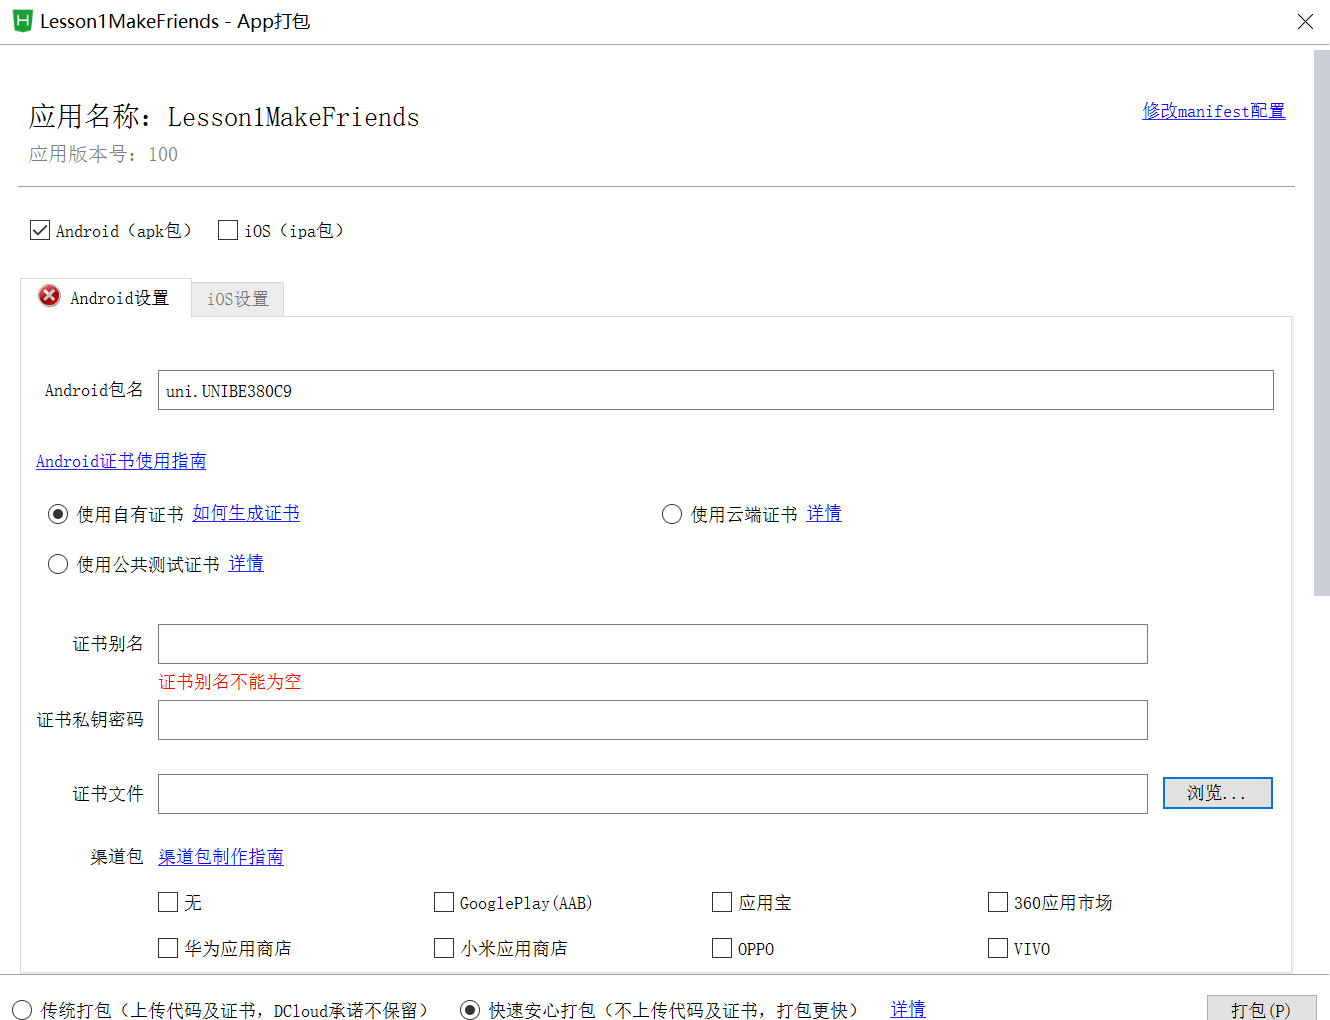 Lesson1MakeFriends - App打包
应用名称：Lesson1MakeFriends
修改manifest配置
应用版本号：100
Android（apk包）
iOS（ipa包）
Android设置
iOS设置
Android包名
uni.UNIBE380C9
Android证书使用指南
使用自有证书 如何生成证书
使用云端证书 详情
使用公共测试证书 详情
证书别名
证书别名不能为空
证书私钥密码
证书文件
浏览...
渠道包 渠道包制作指南
无
GooglePlay(AAB)
应用宝
360应用市场
华为应用商店
小米应用商店
OPPO
VIVO
传统打包（上传代码及证书，DCloud承诺不保留）
快速安心打包（不上传代码及证书，打包更快）
详情
打包(P)